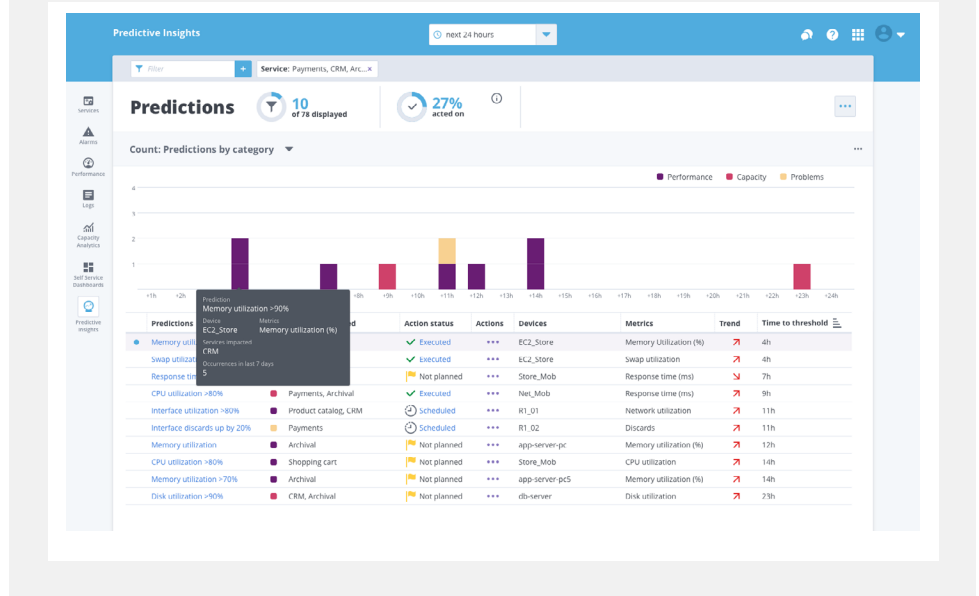 Predictive Insights
next 24 hours
Filter
+
Service: Payments, CRM, Arc...×
Services
Alarms
Performance
Logs
Capacity
Analytics
Self Service
Dashboards
Predictive
insights
Predictions
10
of 78 displayed
27%
acted on
Count: Predictions by category
Performance Capacity Problems
4
3
2
1
+1h +2h +8h +9h +10h +11h +12h +13h +14h +15h +16h +17h +18h +19h +20h +21h +22h +23h +24h
Prediction
Memory utilization >90%
Device Metrics
EC2_Store Memory utilization (%)
Services impacted
CRM
Occurrences in last 7 days
5
Predictions Action status Actions Devices Metrics Trend Time to threshold
Memory Executed EC2_Store Memory Utilization (%) 4h
Swap Executed EC2_Store Swap utilization 4h
Response Not planned Store_Mob Response time (ms) 7h
CPU utilization >80% Payments, Archival Executed Net_Mob Response time (ms) 9h
Interface utilization >80% Product catalog, CRM Scheduled R1_01 Network utilization 11h
Interface discards up by 20% Payments Scheduled R1_02 Discards 11h
Memory utilization Archival Not planned app-server-pc Memory utilization (%) 12h
CPU utilization >80% Shopping cart Not planned Store_Mob CPU utilization 14h
Memory utilization >70% Archival Not planned app-server-pc5 Memory utilization (%) 14h
Disk utilization >90% CRM, Archival Not planned db-server Disk utilization 23h